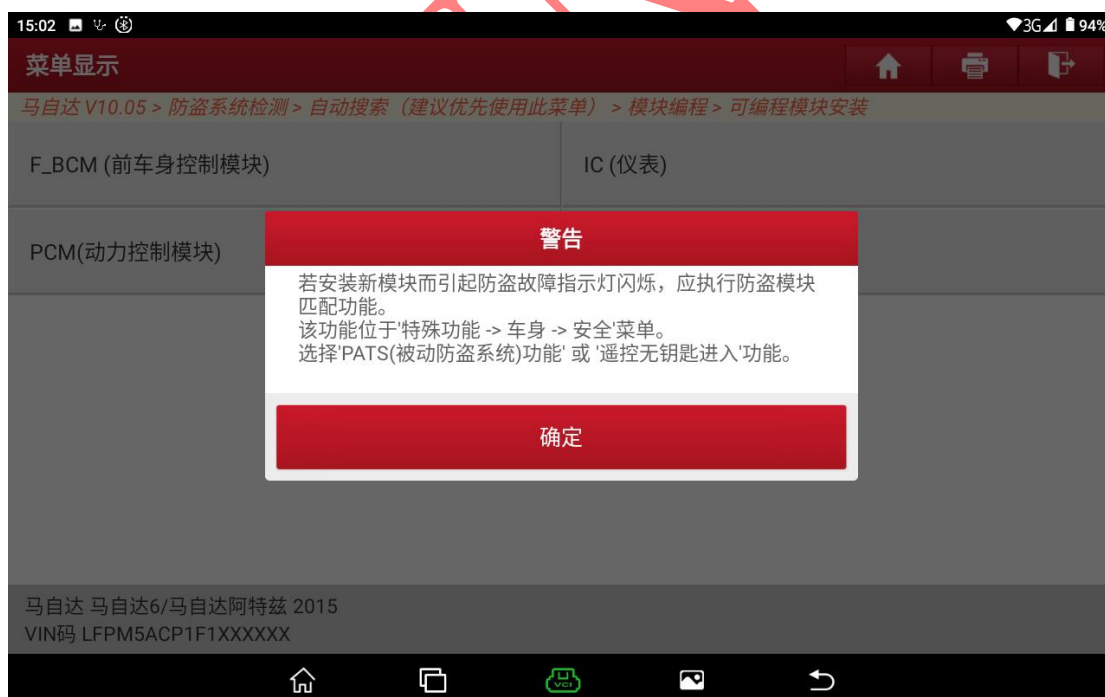 15:02
3G 94%
菜单显示
马自达 V10.05 > 防盗系统检测 > 自动搜索（建议优先使用此菜单） > 模块编程 > 可编程模块安装
F_BCM (前车身控制模块)
IC (仪表)
PCM(动力控制模块)
警告
若安装新模块而引起防盗故障指示灯闪烁，应执行防盗模块
匹配功能。
该功能位于'特殊功能 -> 车身 -> 安全'菜单。
选择'PATS(被动防盗系统)功能' 或 '遥控无钥匙进入'功能。
确定
马自达 马自达6/马自达阿特兹 2015
VIN码 LFPM5ACP1F1XXXXXX
VCI